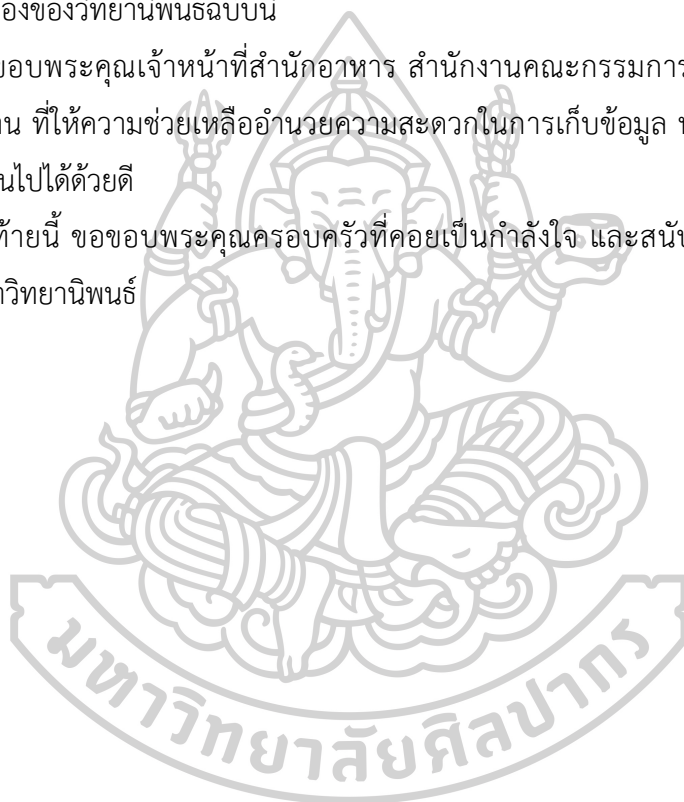 องของวิทยานิพนธ์ฉบับนี้
ขอบพระคุณเจ้าหน้าที่สำนักอาหาร สำนักงานคณะกรรมการ
น ที่ให้ความช่วยเหลืออำนวยความสะดวกในการเก็บข้อมูล
นไปได้ด้วยดี
ท้ายนี้ ขอขอบพระคุณครอบครัวที่คอยเป็นกำลังใจ และสนับ
วิทยานิพนธ์
มหาวิทยาลัยศิลปากร